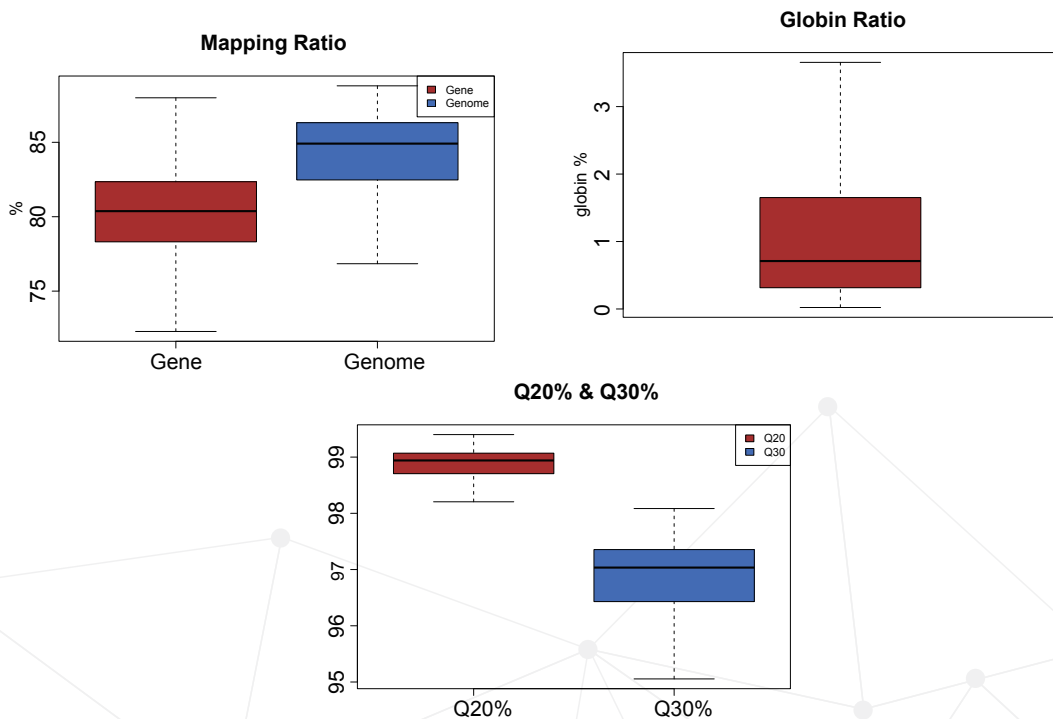 Mapping Ratio
%
85
80
75
Gene
Genome
Gene
Genome
Globin Ratio
globin %
3
2
1
0
Q20% & Q30%
99
98
97
96
95
Q20
Q30
Q20%
Q30%